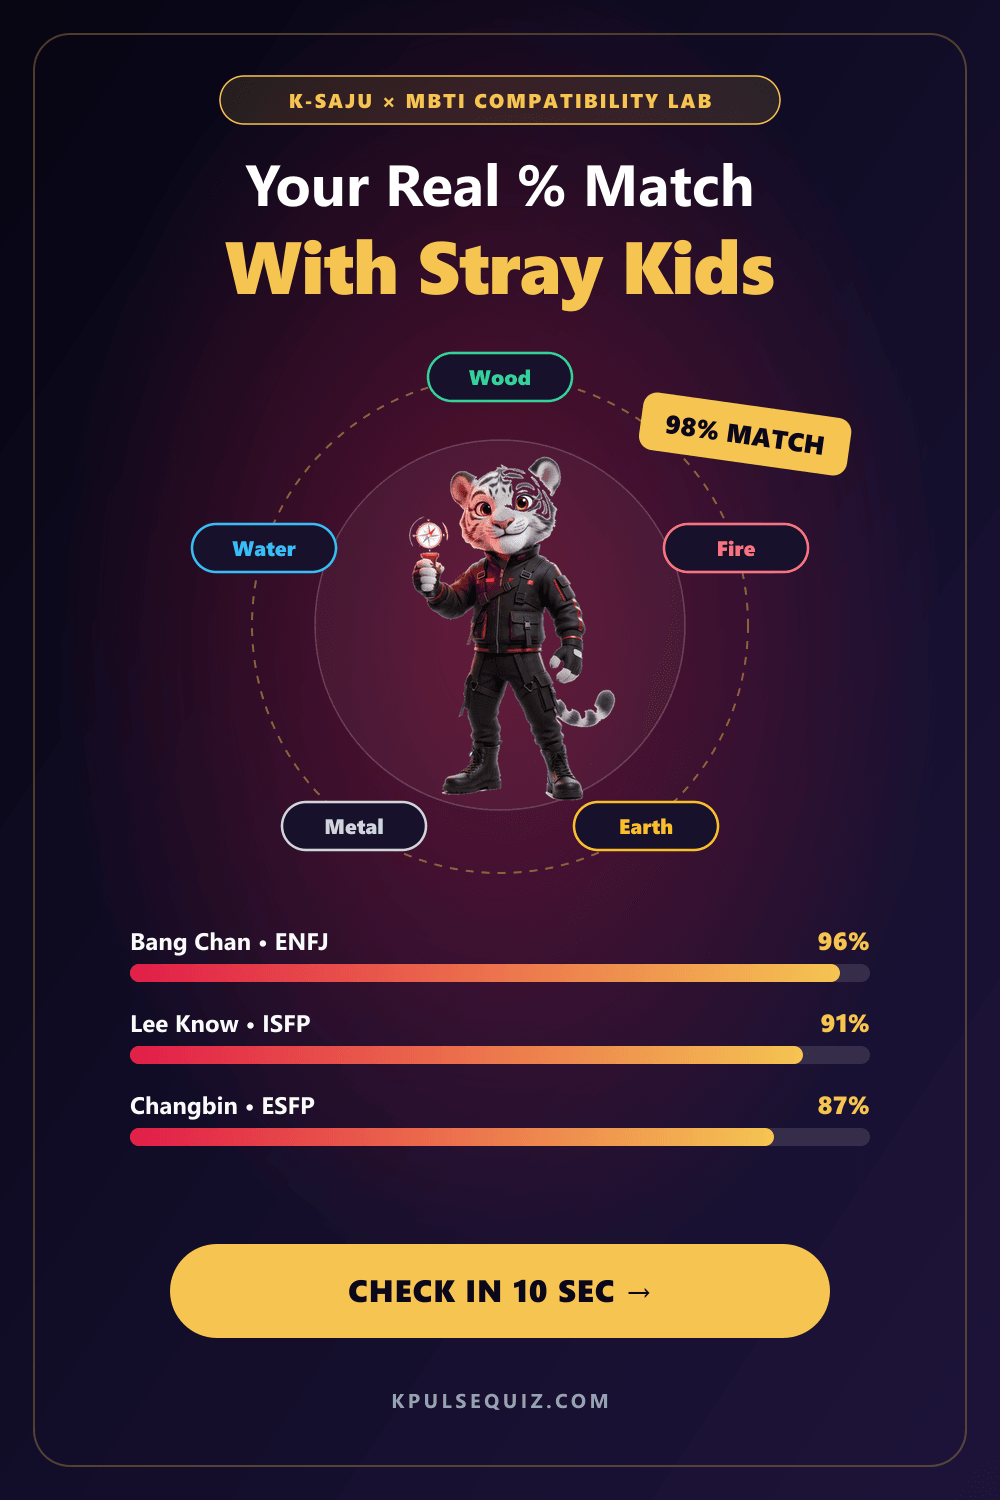 K-SAJU × MBTI COMPATIBILITY LAB
Your Real % Match
With Stray Kids
Wood
98% MATCH
Water
Fire
Metal
Earth
Bang Chan • ENFJ 96%
Lee Know • ISFP 91%
Changbin • ESFP 87%
CHECK IN 10 SEC →
KPULSEQUIZ.COM